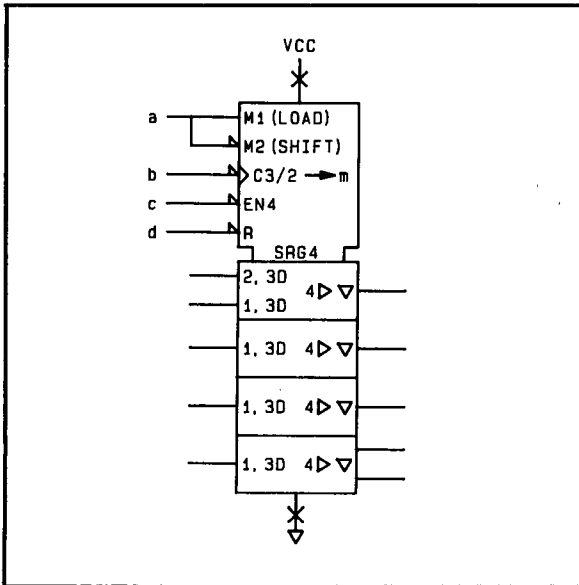 VCC
a M1 (LOAD)
M2 (SHIFT)
b C3/2 → m
c EN4
d R
SRG4
2, 3D
4
1, 3D
1, 3D 4
1, 3D 4
1, 3D 4